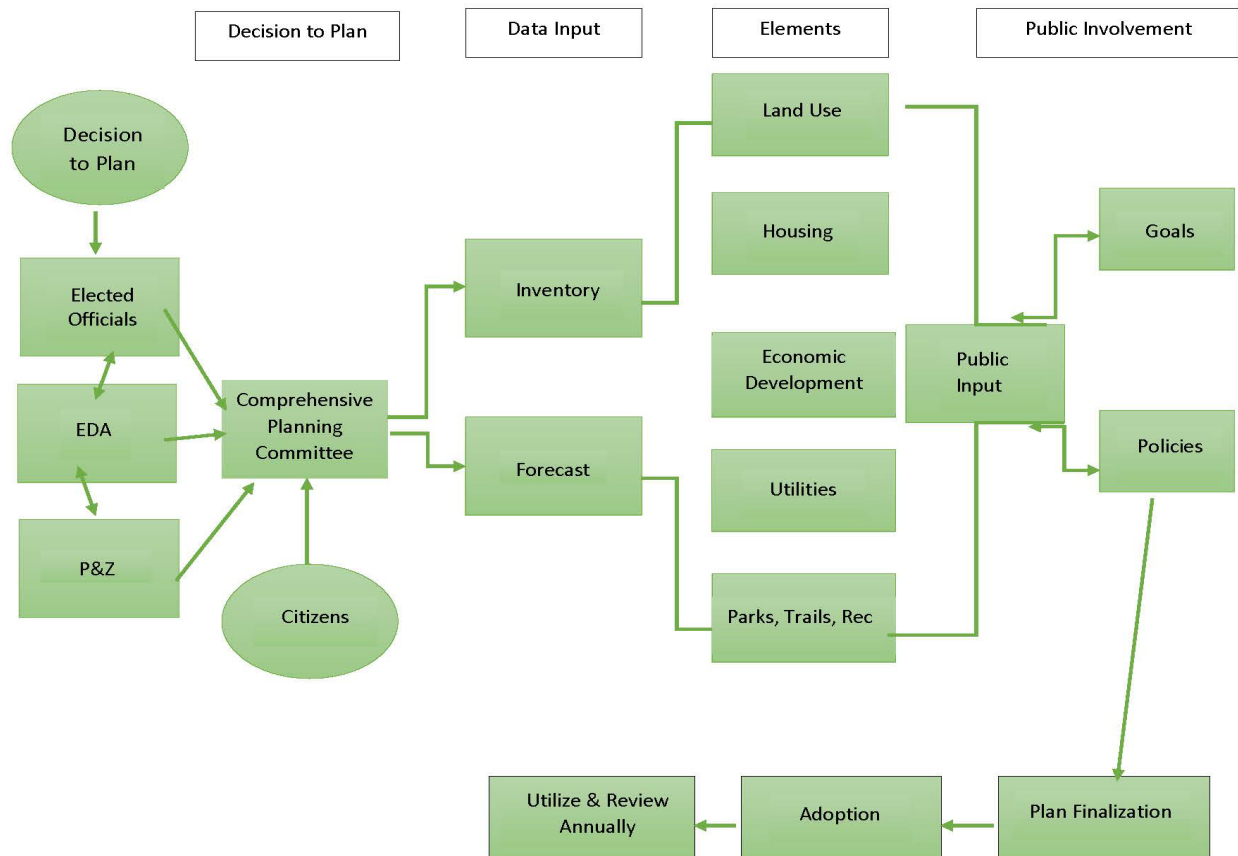 Decision to Plan
Data Input
Elements
Public Involvement
Decision
to Plan
Elected
Officials
EDA
P&Z
Comprehensive
Planning
Committee
Citizens
Inventory
Forecast
Land Use
Housing
Economic
Development
Utilities
Parks, Trails, Rec
Public
Input
Goals
Policies
Plan Finalization
Adoption
Utilize & Review
Annually